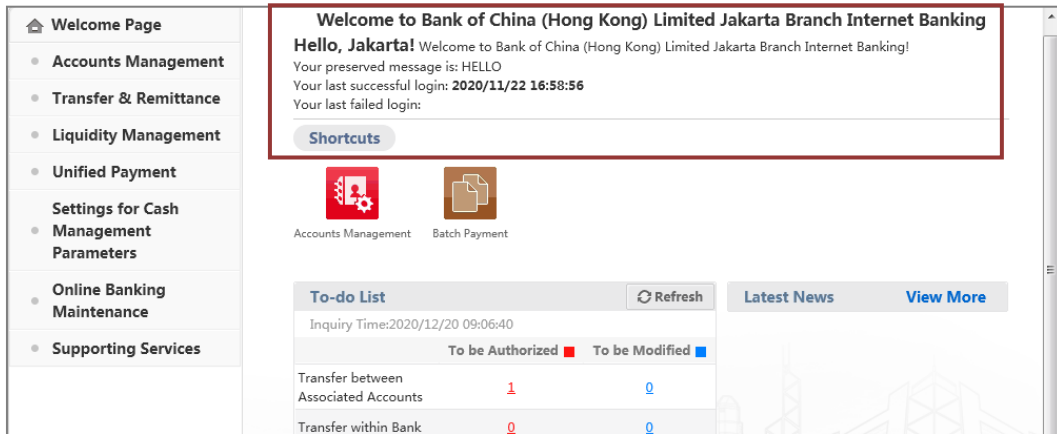 Welcome Page
Accounts Management
Transfer & Remittance
Liquidity Management
Unified Payment
Settings for Cash
Management
Parameters
Online Banking
Maintenance
Supporting Services
Welcome to Bank of China (Hong Kong) Limited Jakarta Branch Internet Banking
Hello, Jakarta! Welcome to Bank of China (Hong Kong) Limited Jakarta Branch Internet Banking!
Your preserved message is: HELLO
Your last successful login: 2020/11/22 16:58:56
Your last failed login:
Shortcuts
Accounts Management Batch Payment
To-do List Refresh
Inquiry Time:2020/12/20 09:06:40
To be Authorized To be Modified
Transfer between
Associated Accounts 1 0
Transfer within Bank 0 0
Latest News View More